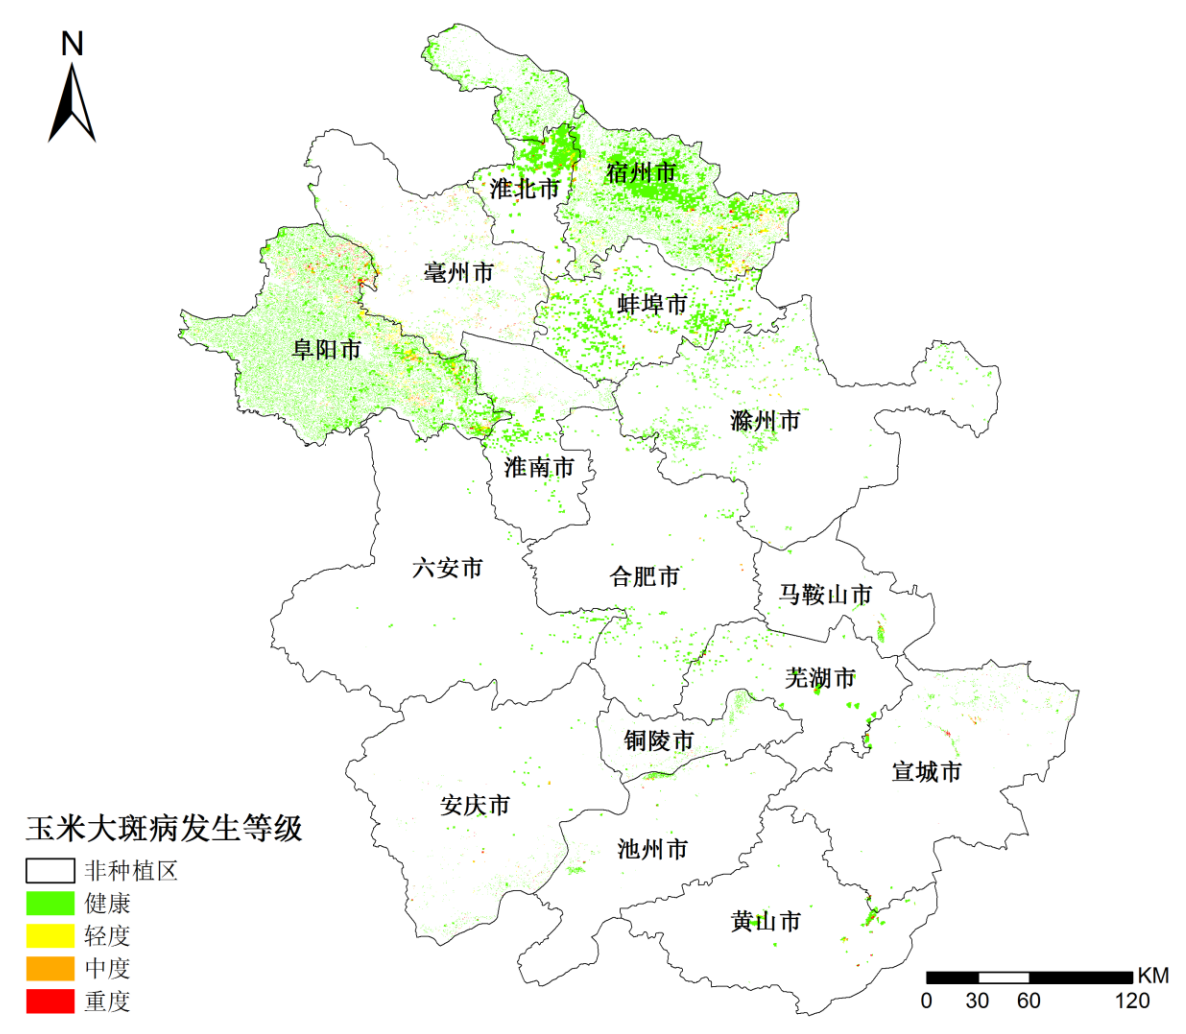 N
宿州市
淮北市
亳州市
蚌埠市
阜阳市
滁州市
淮南市
六安市
合肥市
马鞍山市
芜湖市
铜陵市
宣城市
安庆市
池州市
黄山市
玉米大斑病发生等级
非种植区
健康
轻度
中度
重度
KM
0 30 60 120